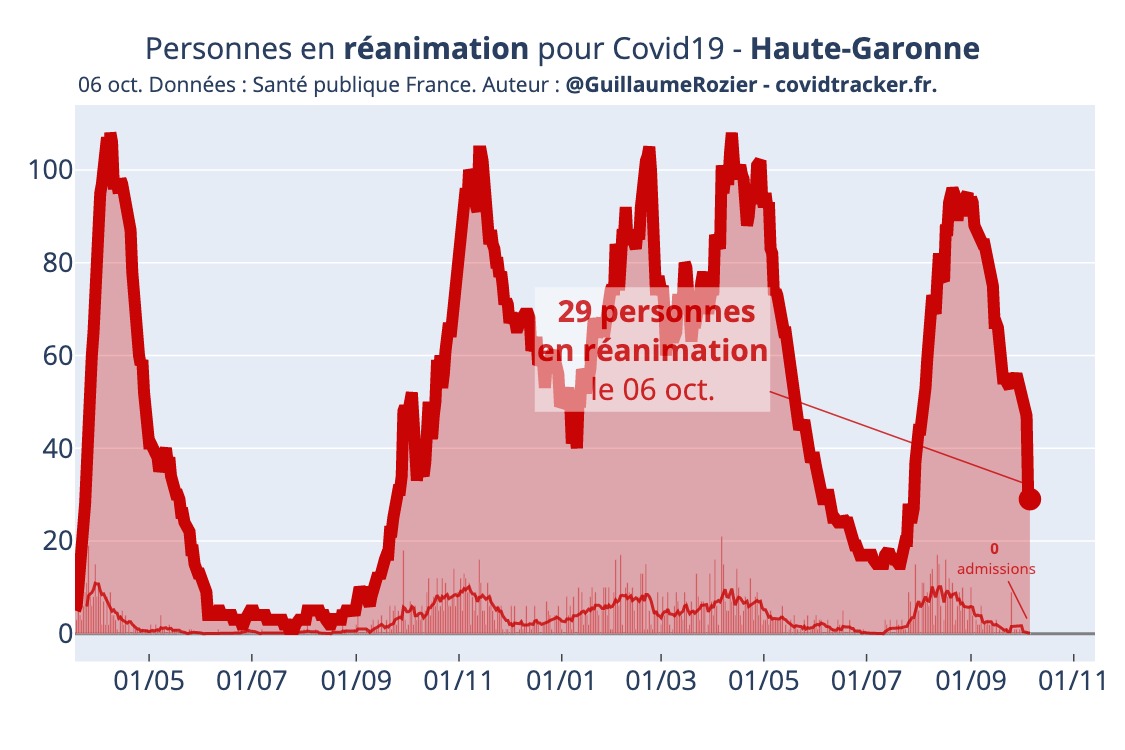 Personnes en réanimation pour Covid19 - Haute-Garonne
06 oct. Données : Santé publique France. Auteur : @GuillaumeRozier - covidtracker.fr.
100
80
60
40
20
0
29 personnes
en réanimation
le 06 oct.
0
admissions
01/05 01/07 01/09 01/11 01/01 01/03 01/05 01/07 01/09 01/11